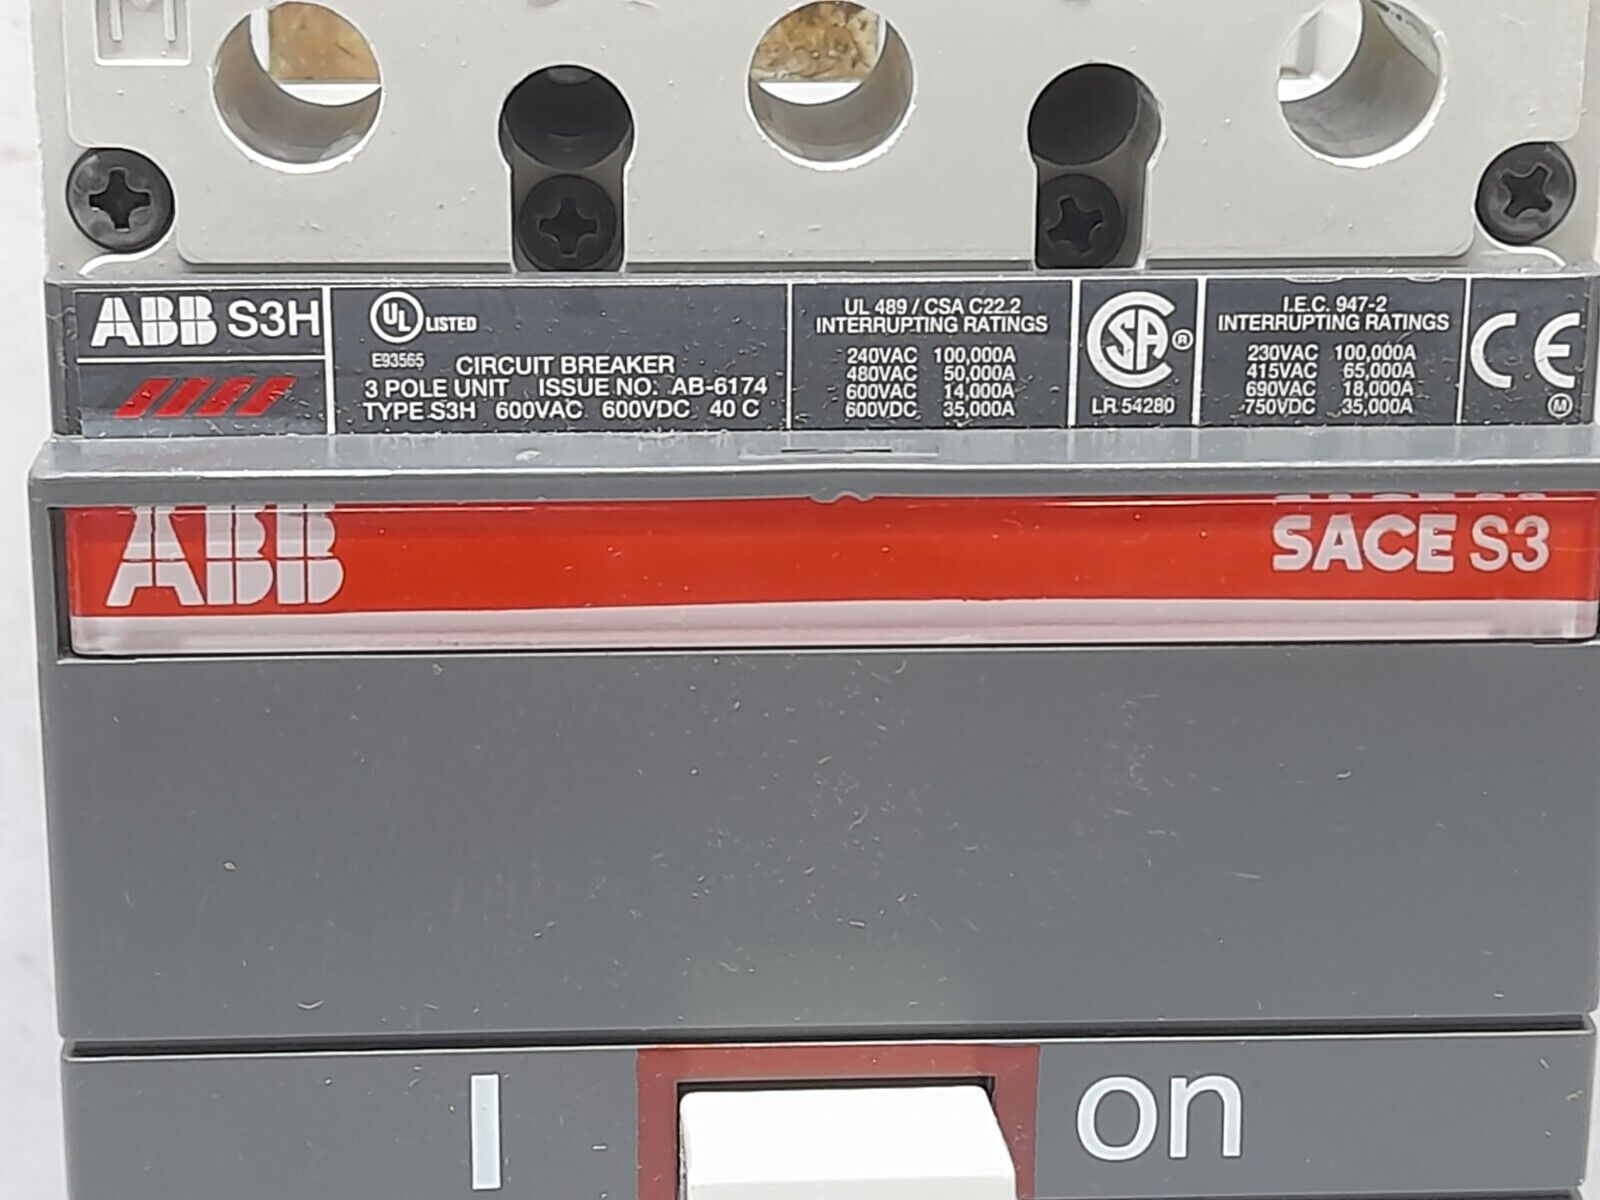 ABB S3H
UL LISTED
E93565
CIRCUIT BREAKER
3 POLE UNIT ISSUE NO. AB-6174
TYPE S3H 600VAC 600VDC 40 C
UL 489 / CSA C22.2
INTERRUPTING RATINGS
240VAC 100,000A
480VAC 50,000A
600VAC 14,000A
600VDC 35,000A
CSA ®
LR 54280
I.E.C. 947-2
INTERRUPTING RATINGS
230VAC 100,000A
415VAC 65,000A
690VAC 18,000A
750VDC 35,000A
CE
M
ABB
SACE S3
I on